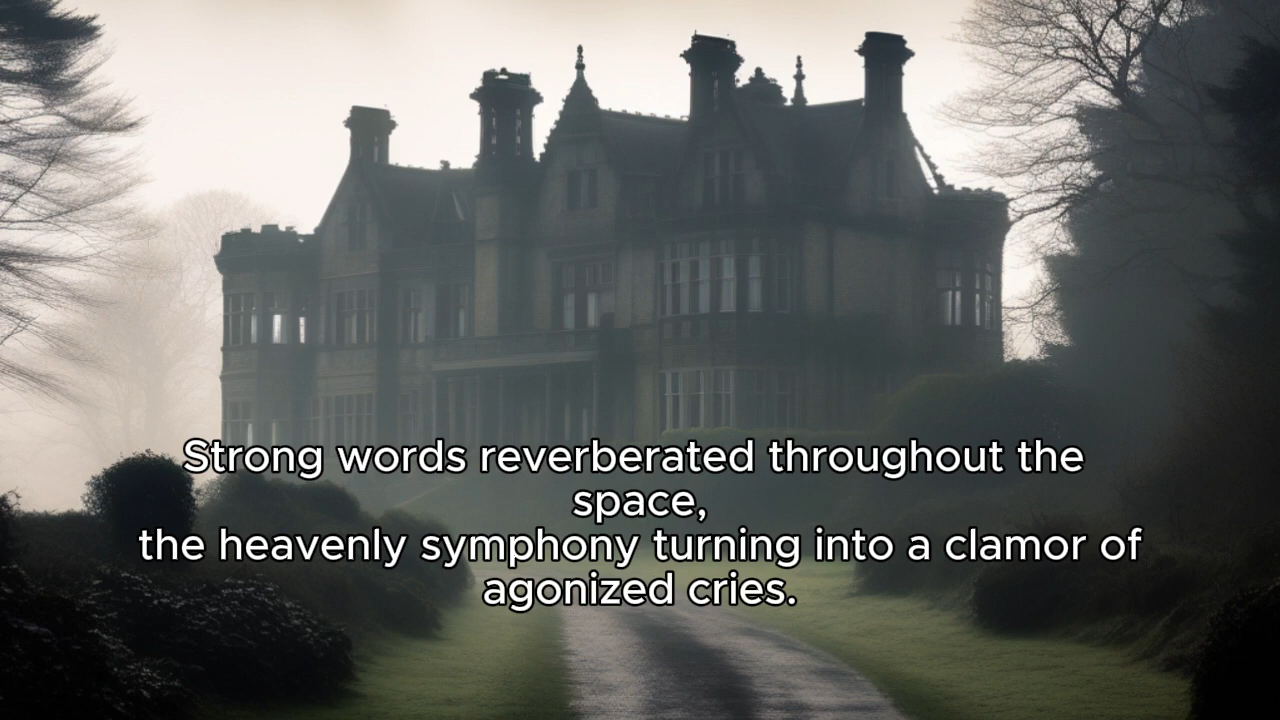 Strong words reverberated throughout the
space,
the heavenly symphony turning into a clamor of
agonized cries.